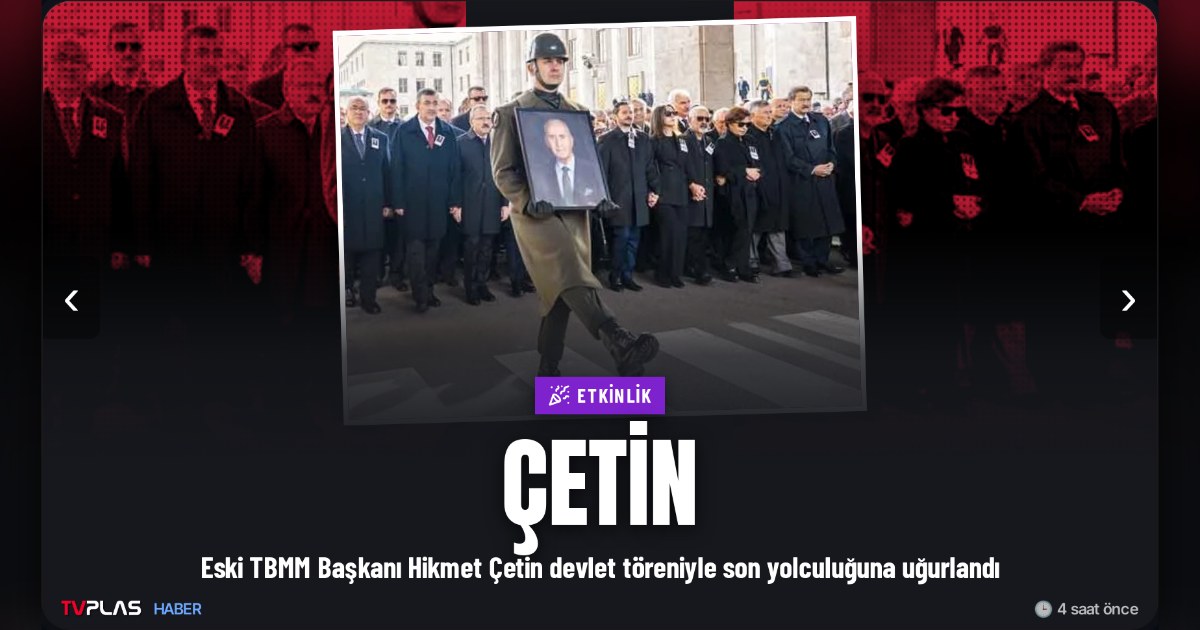 ETKİNLİK
ÇETİN
Eski TBMM Başkanı Hikmet Çetin devlet töreniyle son yolculuğuna uğurlandı
TVPLAS HABER
4 saat önce